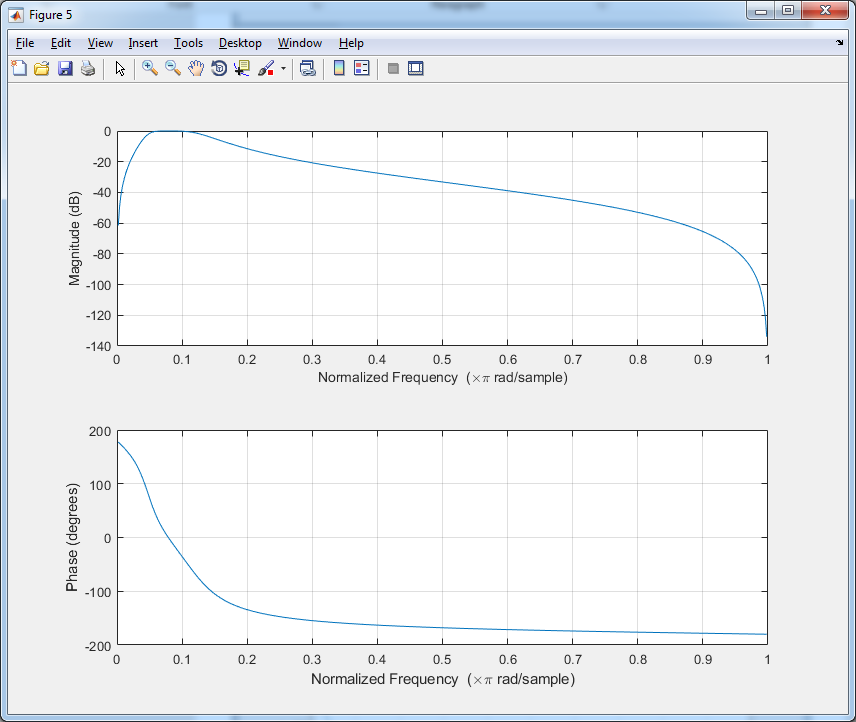 Figure 5
File Edit View Insert Tools Desktop Window Help
0
-20
-40
-60
-80
-100
-120
-140
Magnitude (dB)
0 0.1 0.2 0.3 0.4 0.5 0.6 0.7 0.8 0.9 1
Normalized Frequency (×π rad/sample)
200
100
0
-100
-200
Phase (degrees)
0 0.1 0.2 0.3 0.4 0.5 0.6 0.7 0.8 0.9 1
Normalized Frequency (×π rad/sample)